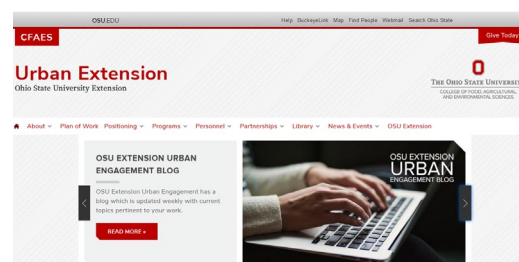 OSU.EDU
Help BuckeyeLink Map Find People Webmail Search Ohio State
CFAES
Give Today
Urban Extension
Ohio State University Extension
THE OHIO STATE UNIVERSI
COLLEGE OF FOOD, AGRICULTURAL,
AND ENVIRONMENTAL SCIENCES
About Plan of Work Positioning Programs Personnel Partnerships Library News & Events OSU Extension
OSU EXTENSION URBAN
ENGAGEMENT BLOG
OSU Extension Urban Engagement has a
blog which is updated weekly with current
topics pertinent to your work.
READ MORE »
OSU EXTENSION
URBAN
ENGAGEMENT BLOG